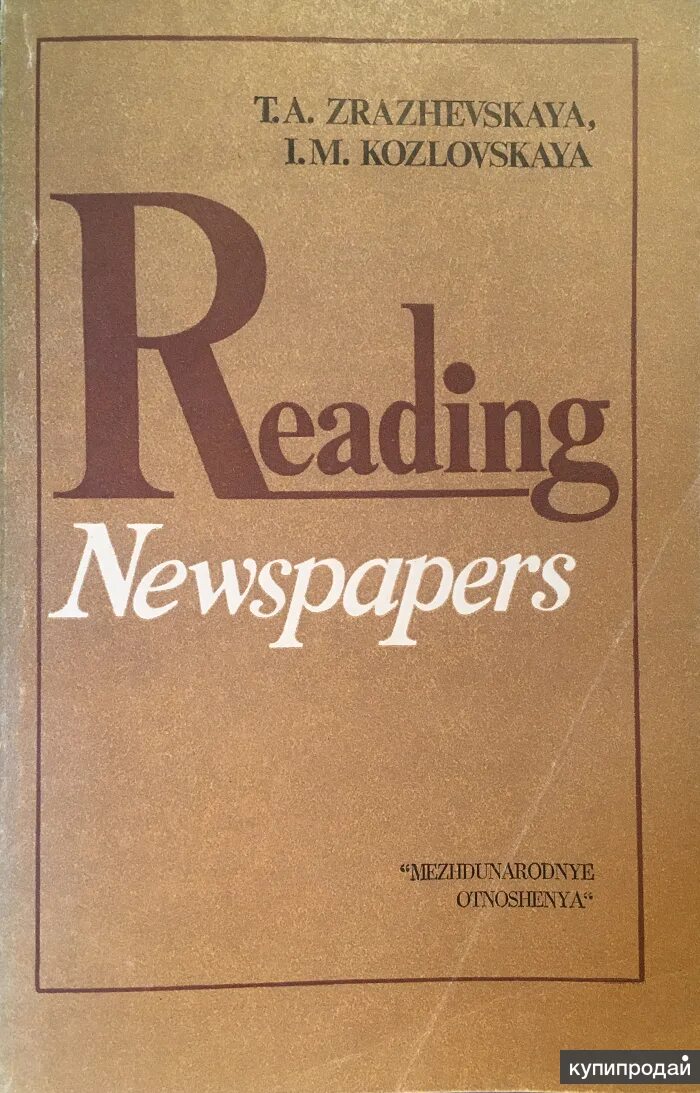 T.A. ZRAZHEVSKAYA,
I.M. KOZLOVSKAYA
Reading
Newspapers
“MEZHDUNARODNYE
OTNOSHENYA“
купипродай